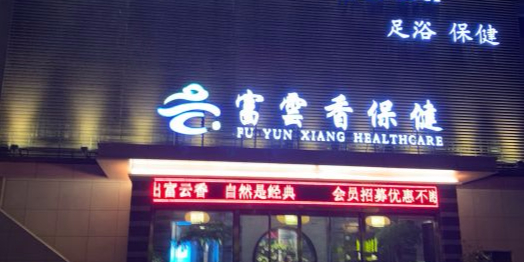 足浴 保健
富雲香保健
FU YUN XIANG HEALTHCARE
富云香 自然是经典 会员招募优惠不